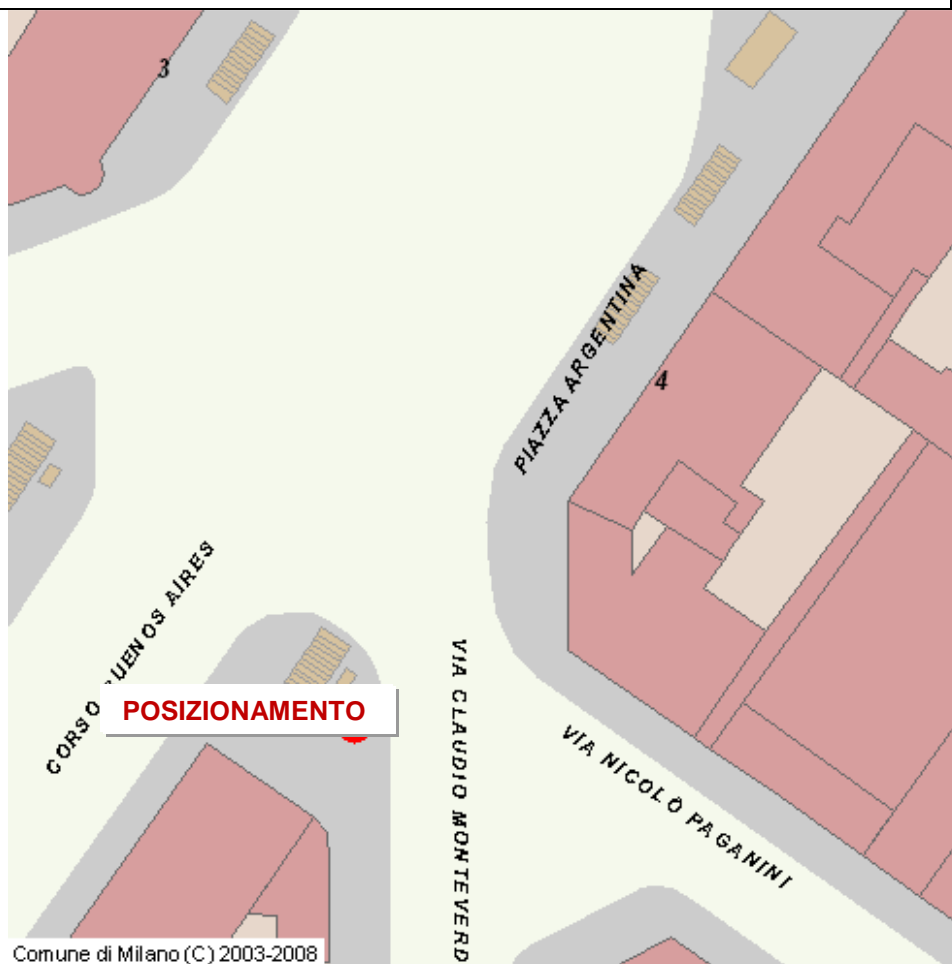 3
PIAZZA ARGENTINA
4
CORSO BUENOS AIRES
POSIZIONAMENTO
VIA CLAUDIO MONTEVERD
VIA NICOLÒ PAGANINI
Comune di Milano (C) 2003-2008